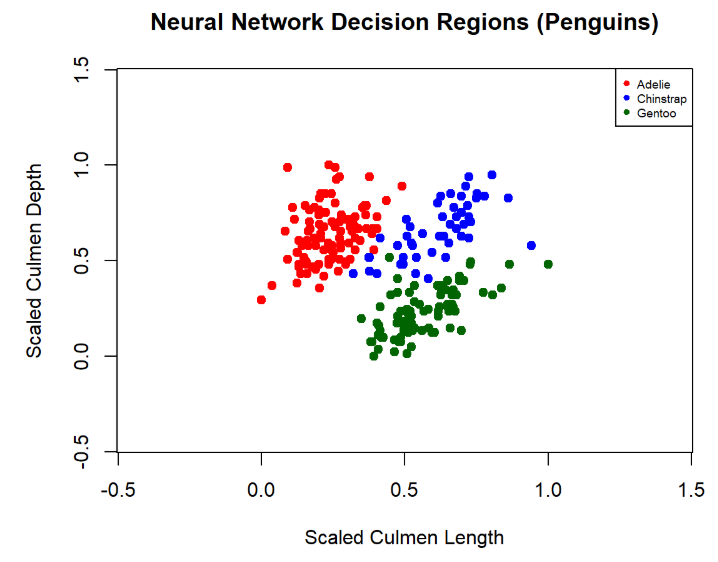 Neural Network Decision Regions (Penguins)
Adelie
Chinstrap
Gentoo
1.5
1.0
0.5
0.0
-0.5
Scaled Culmen Depth
-0.5 0.0 0.5 1.0 1.5
Scaled Culmen Length